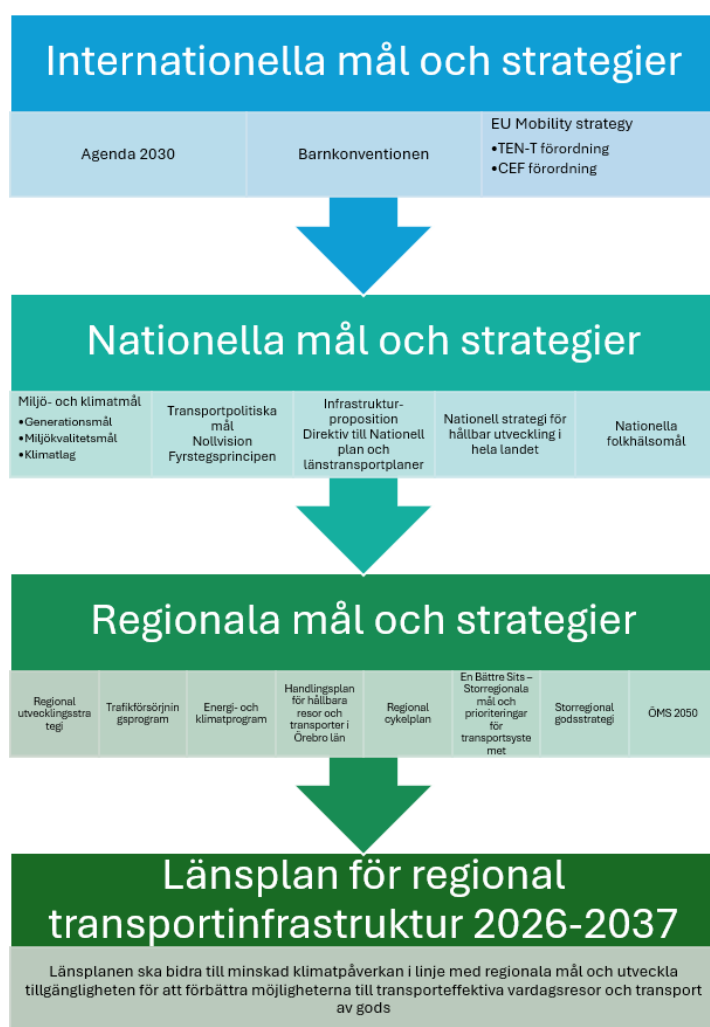 Internationella mål och strategier
Agenda 2030
Barnkonventionen
EU Mobility strategy
•TEN-T förordning
•CEF förordning
Nationella mål och strategier
Miljö- och klimatmål
•Generationsmål
•Miljökvalitetsmål
•Klimatlag
Transportpolitiska
mål
Nollvision
Fyrstegsprincipen
Infrastruktur-
proposition
Direktiv till Nationell
plan och
länstransportplaner
Nationell strategi för
hållbar utveckling i
hela landet
Nationella
folkhälsomål
Regionala mål och strategier
Regional
utvecklingsstra
tegi
Trafikförsörjnin
gsprogram
Energi- och
klimatprogram
Handlingsplan
för hållbara
resor och
transporter i
Örebro län
Regional
cykelplan
En Bättre Sits –
Storregionala
mål och
prioriteringar
för
transportsyste
met
Storregional
godsstrategi
ÖMS 2050
Länsplan för regional
transportinfrastruktur 2026-2037
Länsplanen ska bidra till minskad klimatpåverkan i linje med regionala mål och utveckla
tillgängligheten för att förbättra möjligheterna till transporteffektiva vardagsresor och transport
av gods